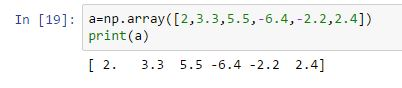 In [19]: a=np.array([2,3.3,5.5,-6.4,-2.2,2.4])
print(a)
[ 2.   3.3  5.5 -6.4 -2.2  2.4]